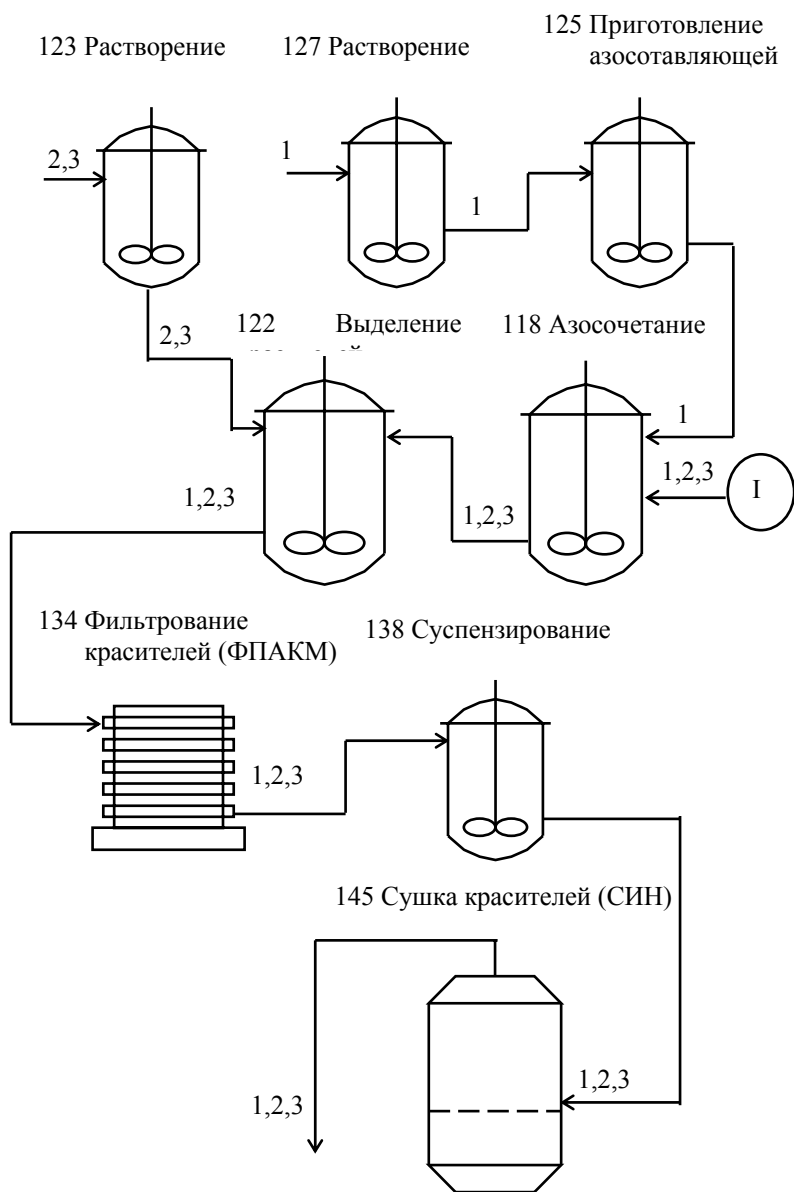 123 Растворение
127 Растворение
125 Приготовление
азосотавляющей
2,3
1
1
2,3
122 Выделение
118 Азосочетание
1
1,2,3
I
1,2,3
1,2,3
134 Фильтрование
красителей (ФПАКМ)
138 Суспензирование
1,2,3
145 Сушка красителей (СИН)
1,2,3
1,2,3